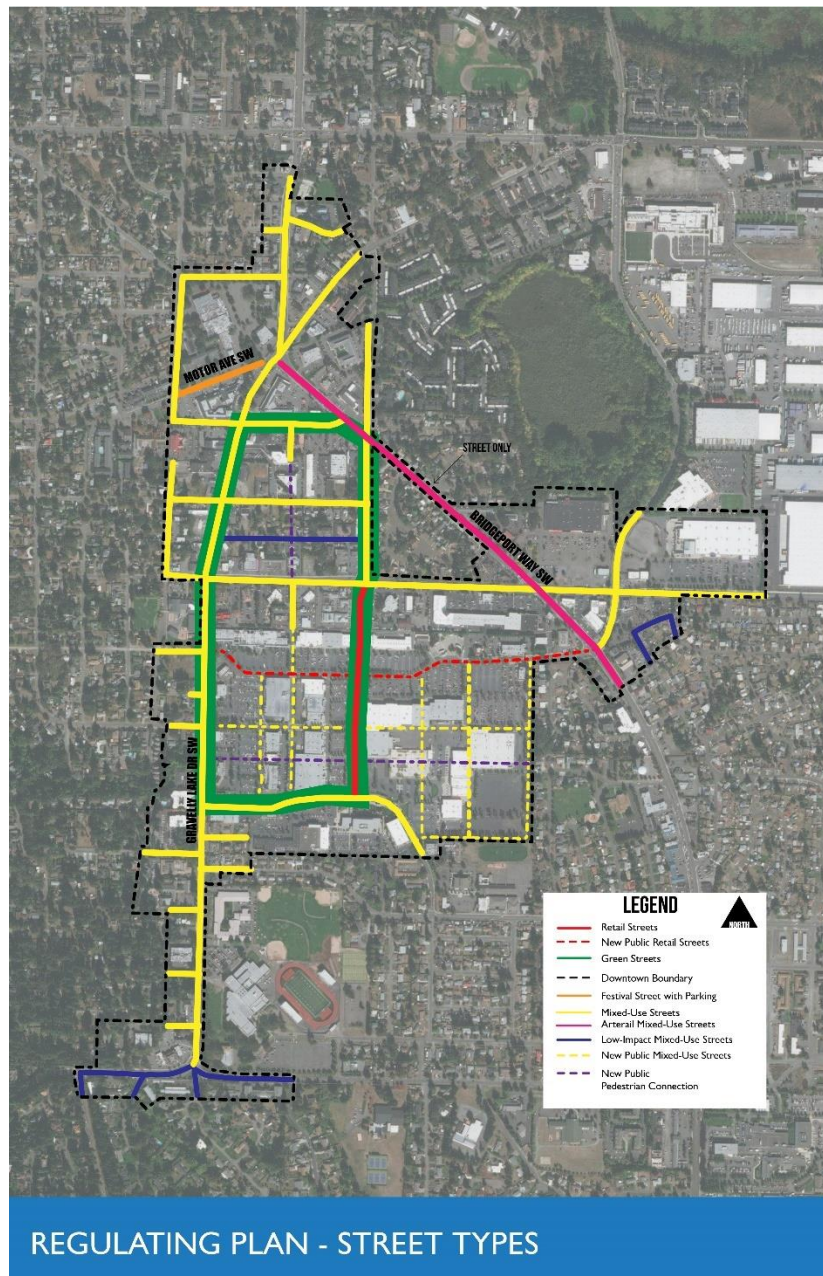 MOTOR AVE SW
STREET ONLY
BRIDGEPORT WAY SW
GRAVELLY LAKE DR SW
LEGEND
NORTH
Retail Streets
New Public Retail Streets
Green Streets
Downtown Boundary
Festival Street with Parking
Mixed-Use Streets
Arterail Mixed-Use Streets
Low-Impact Mixed-Use Streets
New Public Mixed-Use Streets
New Public
Pedestrian Connection
REGULATING PLAN - STREET TYPES